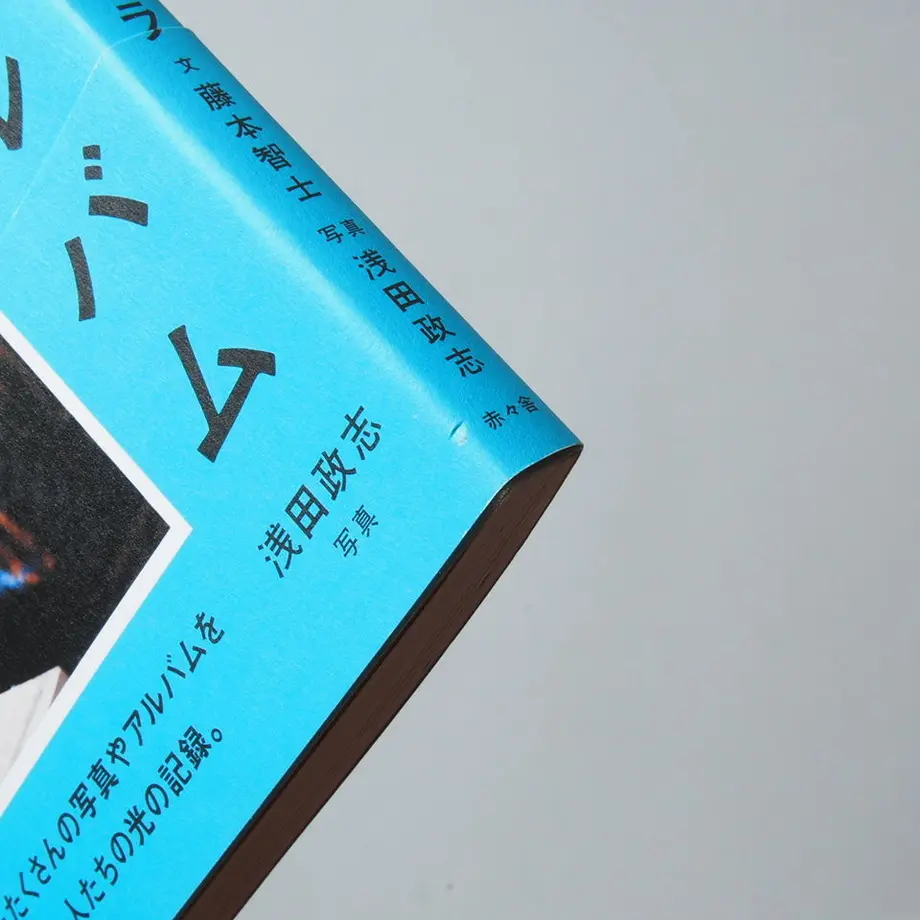 ラ
文 藤本智士 写真 浅田政志
赤々舎
ルバム
浅田政志
写真
たくさんの写真やアルバムを
人たちの光の記録。